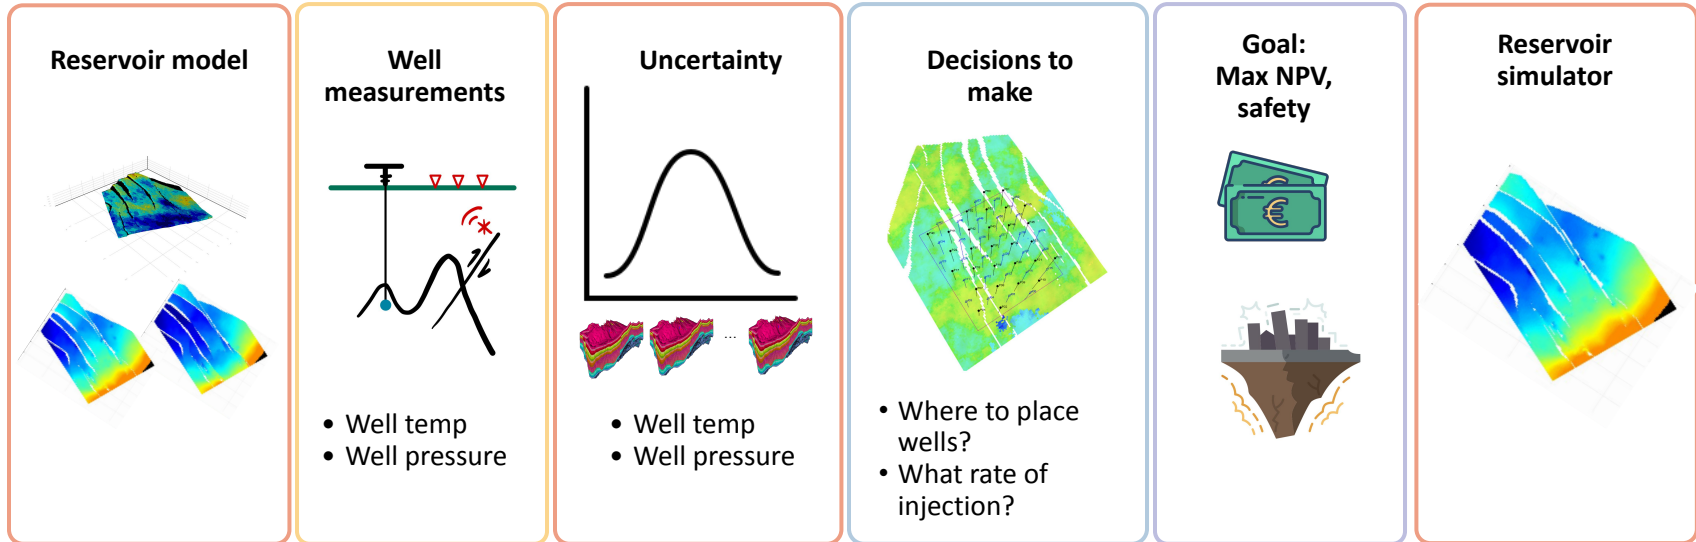 Reservoir model
Well
measurements
• Well temp
• Well pressure
Uncertainty
...
• Well temp
• Well pressure
Decisions to
make
• Where to place
wells?
• What rate of
injection?
Goal:
Max NPV,
safety
Reservoir
simulator